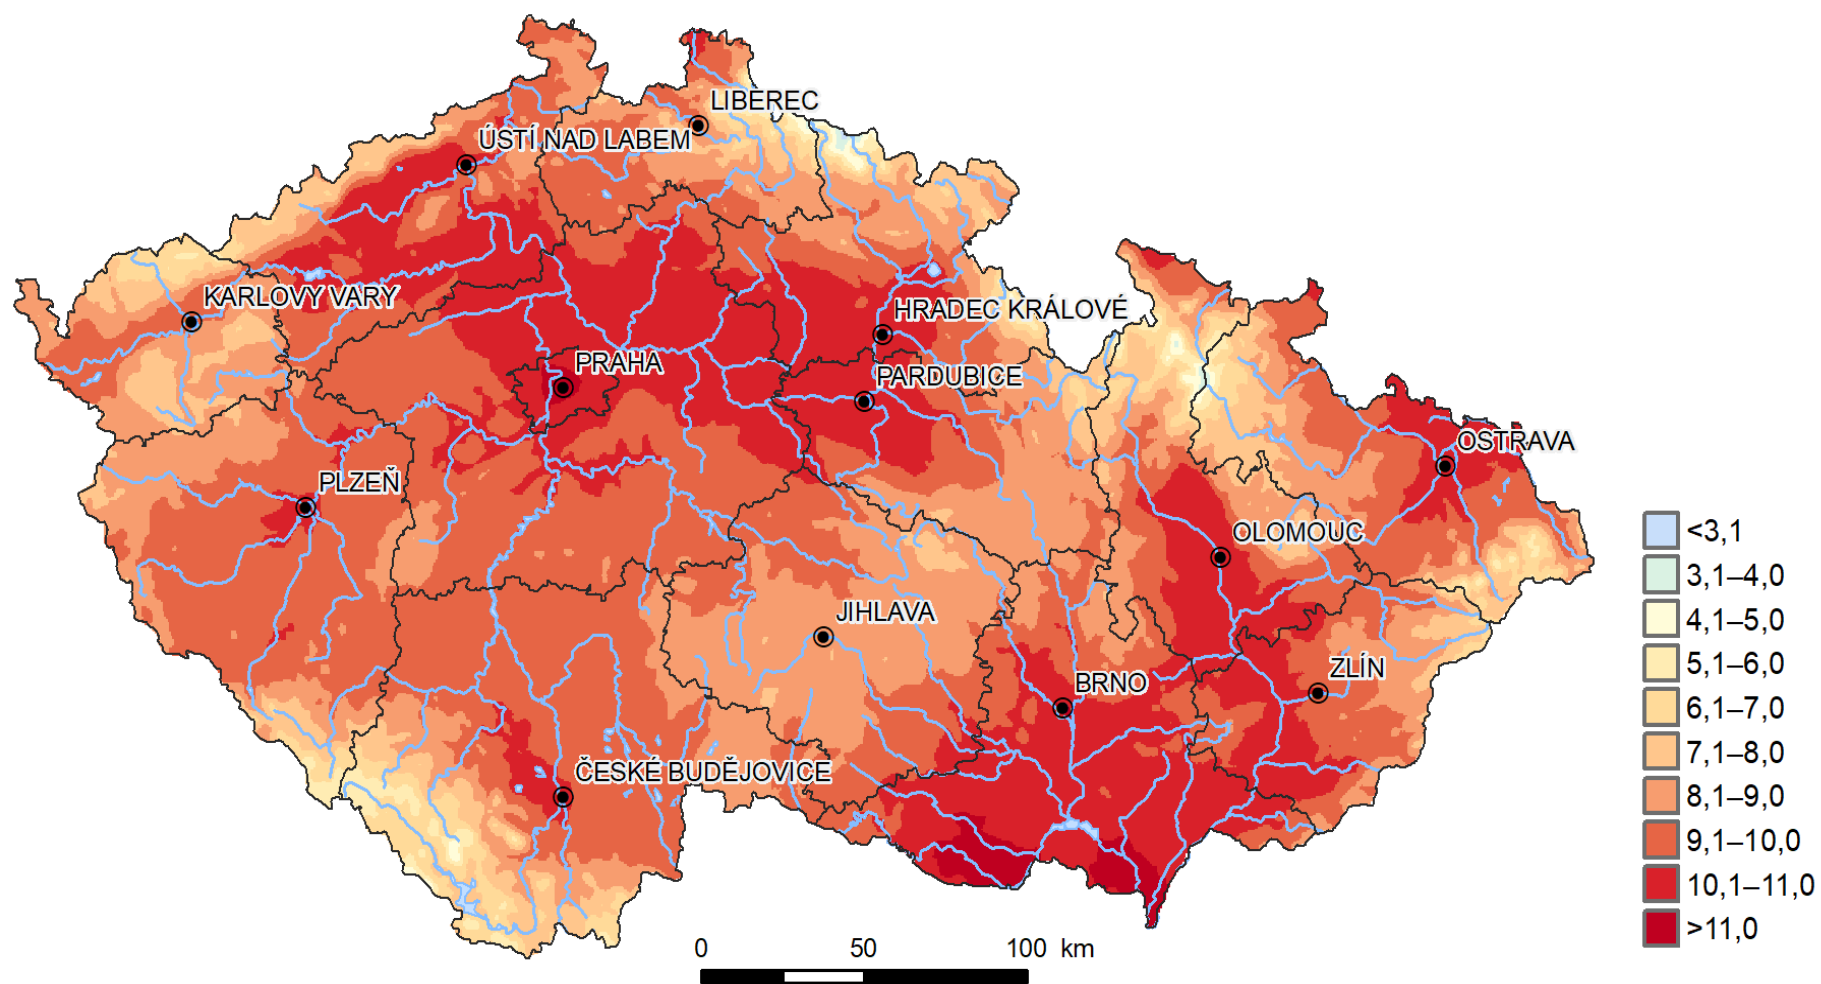 LIBEREC
ÚSTÍ NAD LABEM
KARLOVY VARY
HRADEC KRÁLOVÉ
PRAHA
PARDUBICE
OSTRAVA
PLZEŇ
OLOMOUC
JIHLAVA
ZLÍN
BRNO
ČESKÉ BUDĚJOVICE
<3,1
3,1–4,0
4,1–5,0
5,1–6,0
6,1–7,0
7,1–8,0
8,1–9,0
9,1–10,0
10,1–11,0
>11,0
0 50 100 km